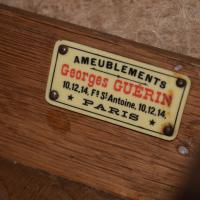 AMEUBLEMENTS
Georges GUÉRIN
10,12,14, Fg St Antoine, 10,12,14,
★ PARIS ★